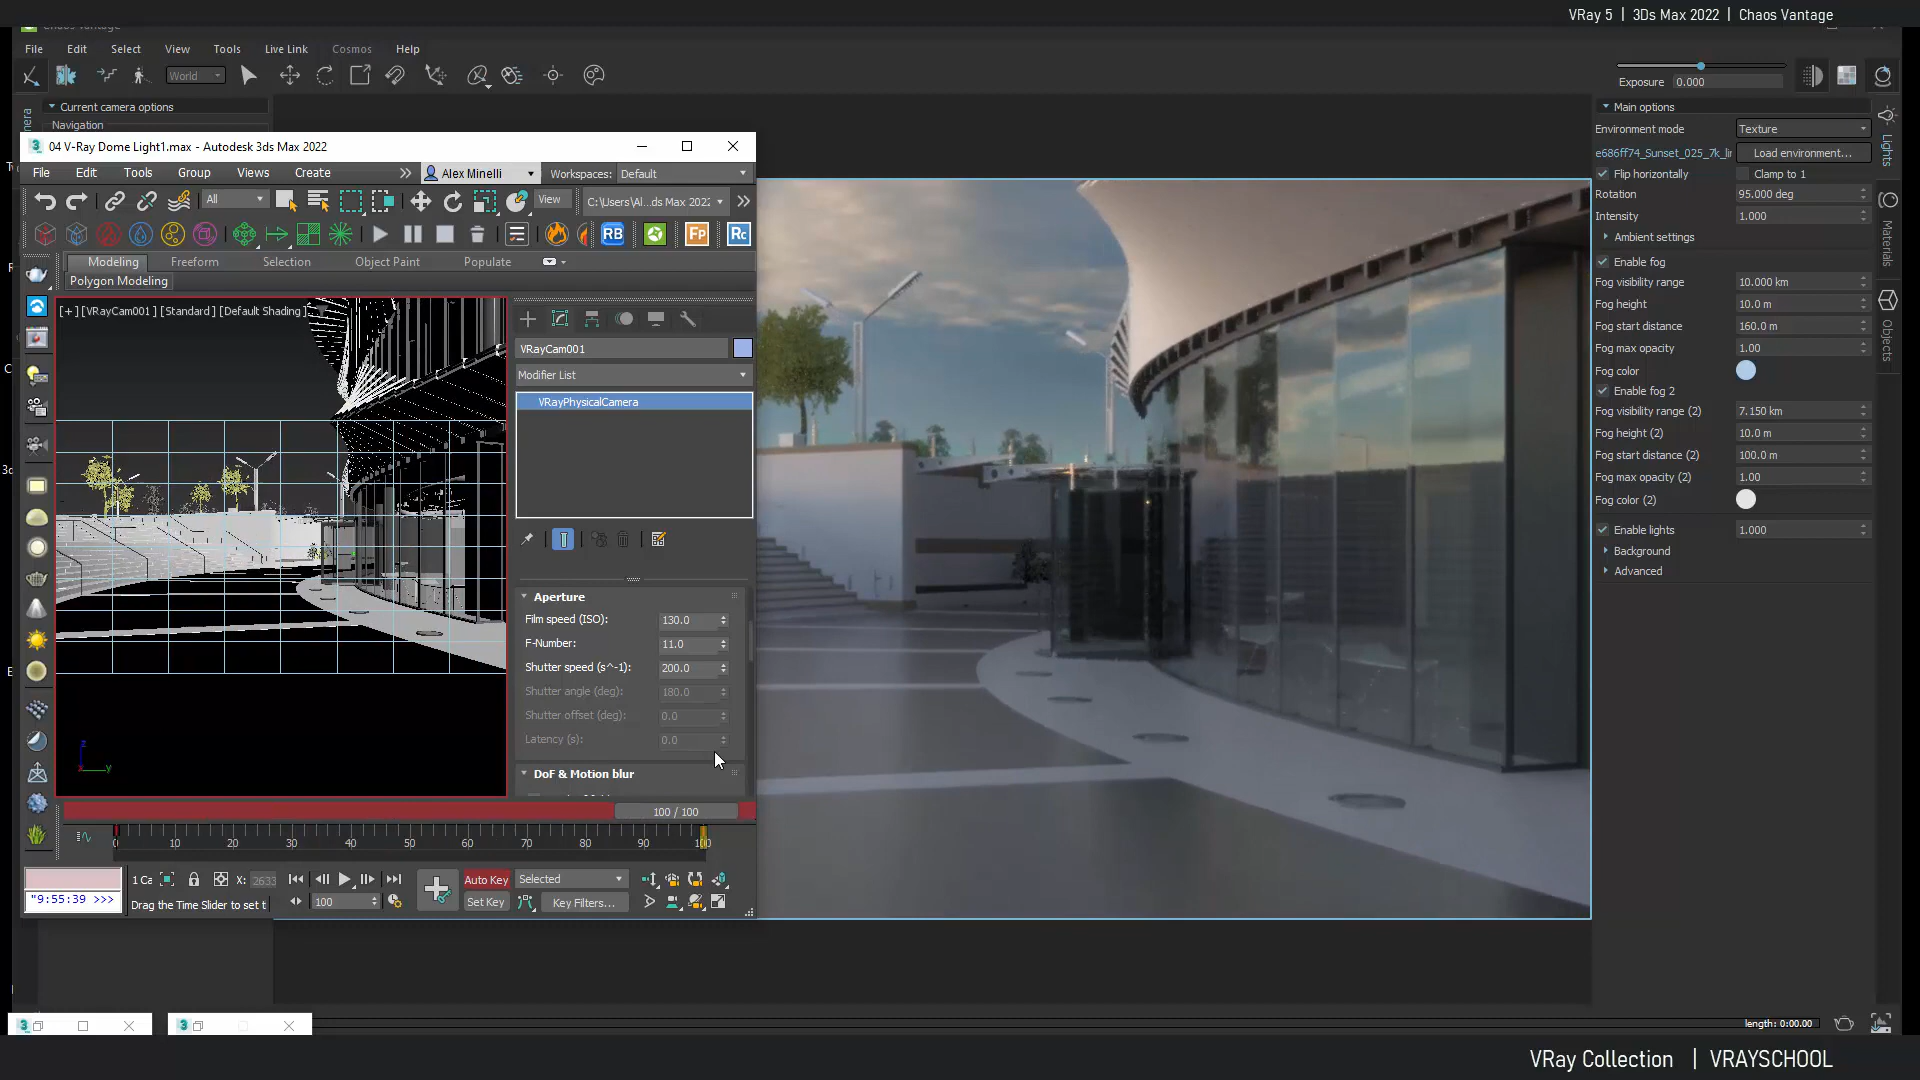 VRay 5 | 3Ds Max 2022 | Chaos Vantage
File Edit Select View Tools Live Link Cosmos Help
World
Exposure 0.000
Current camera options
Navigation
04 V-Ray Dome Light1.max - Autodesk 3ds Max 2022
File Edit Tools Group Views Create » Alex Minelli Workspaces: Default
All View C:\Users\Al...ds Max 2022 »
RB Fp Rc
Modeling Freeform Selection Object Paint Populate
Polygon Modeling
[+] [VRayCam001] [Standard] [Default Shading]
VRayCam001
Modifier List
VRayPhysicalCamera
Aperture
Film speed (ISO): 130.0
F-Number: 11.0
Shutter speed (s^-1): 200.0
Shutter angle (deg): 180.0
Shutter offset (deg): 0.0
Latency (s): 0.0
DoF & Motion blur
z
x y
100 / 100
0 10 20 30 40 50 60 70 80 90 100
1 Ca X: 2633 Auto Key Selected
"9:55:39 >>> Drag the Time Slider to set t 100 Set Key Key Filters...
Main options
Environment mode Texture
e686ff74_Sunset_025_7k_li Load environment...
Flip horizontally Clamp to 1
Rotation 95.000 deg
Intensity 1.000
Ambient settings
Enable fog
Fog visibility range 10.000 km
Fog height 10.0 m
Fog start distance 160.0 m
Fog max opacity 1.00
Fog color
Enable fog 2
Fog visibility range (2) 7.150 km
Fog height (2) 10.0 m
Fog start distance (2) 100.0 m
Fog max opacity (2) 1.00
Fog color (2)
Enable lights 1.000
Background
Advanced
Lights
Materials
Objects
length: 0:00.00
VRay Collection | VRAYSCHOOL